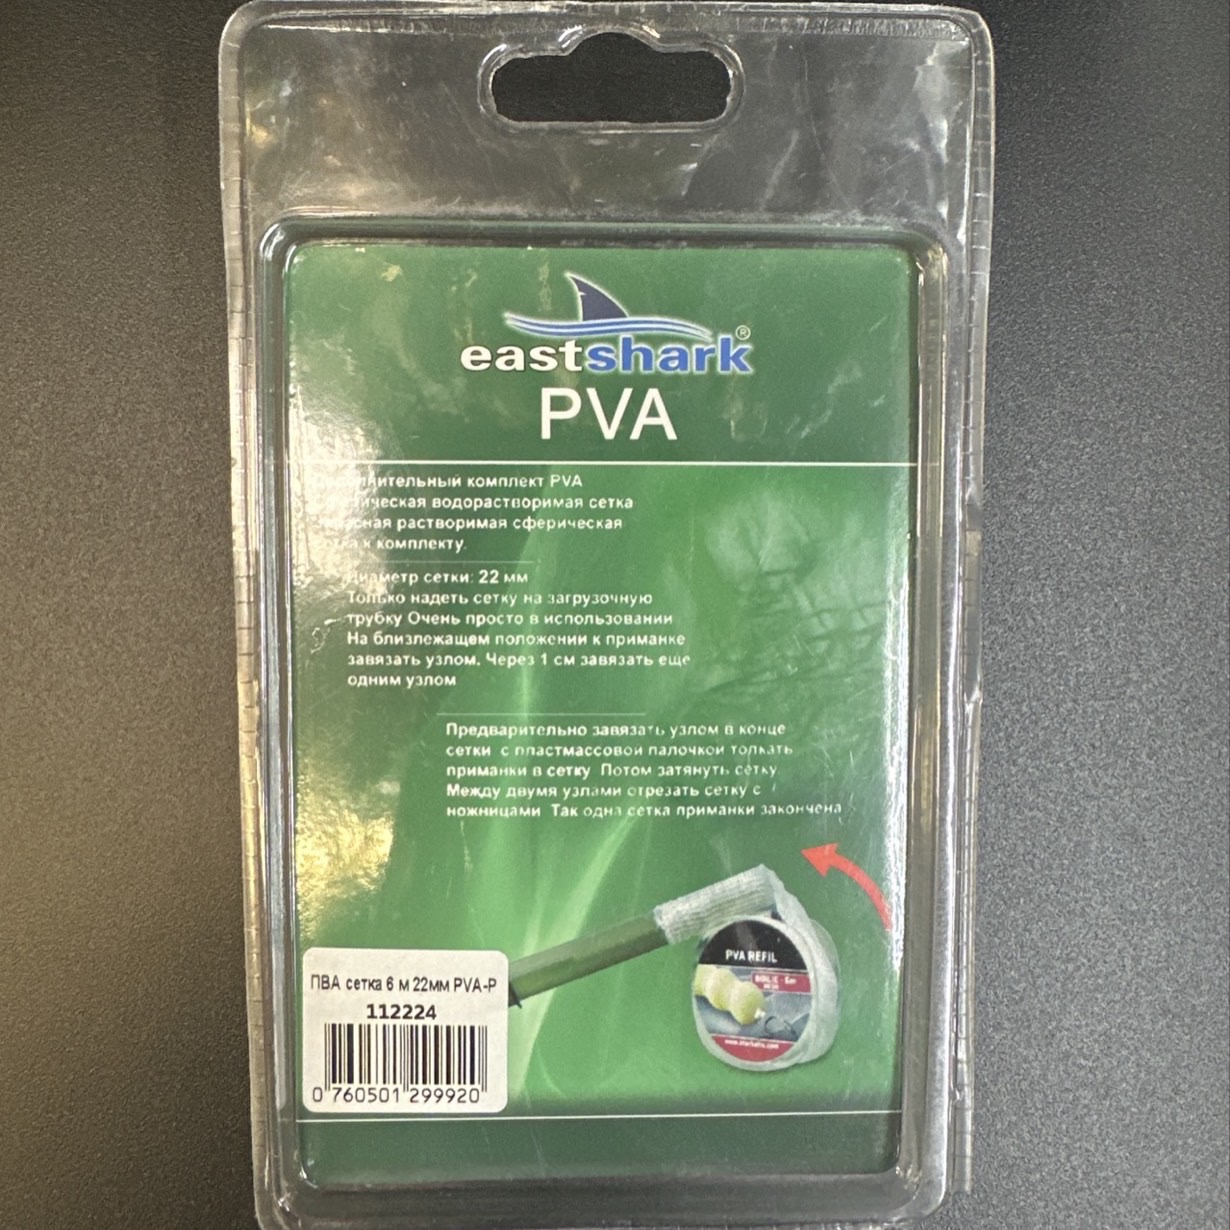 eastshark®
PVA
комплект PVA
водорастворимая сетка
растворимая сферическая
к комплекту.
Диаметр сетки: 22 мм
Только надеть сетку на загрузочную
трубку Очень просто в использовании
На близлежащем положении к приманке
завязать узлом. Через 1 см завязать еще
одним узлом
Предварительно завязать узлом в конце
сетки с пластмассовой палочкой толкать
приманки в сетку Потом затянуть сетку
Между двумя узлами отрезать сетку с
ножницами Так одна сетка приманки закончена
PVA REFIL
ПВА сетка 6 м 22мм PVA-P
112224
0 760501 299920